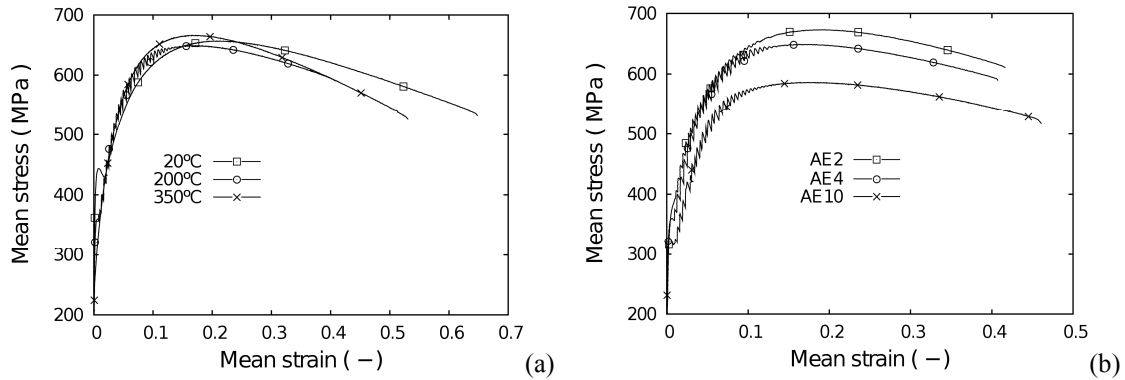 700
600
500
400
300
200
0
0.1
0.2
0.3
0.4
0.5
0.6
0.7
Mean stress ( MPa)
Mean strain ( − )
20ºC
200ºC
350ºC
(a)
700
600
500
400
300
200
0
0.1
0.2
0.3
0.4
0.5
Mean stress ( MPa)
Mean strain ( − )
AE2
AE4
AE10
(b)